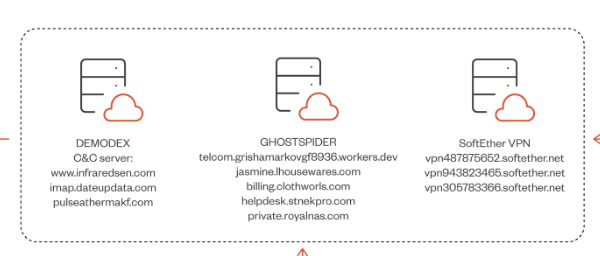 DEMODEX
C&C server:
www.infraredsen.com
imap.dateupdata.com
pulseathermakf.com
GHOSTSPIDER
telcom.grishamarkovgf8936.workers.dev
jasmine.lhousewares.com
billing.clothworls.com
helpdesk.stnekpro.com
private.royalnas.com
SoftEther VPN
vpn487875652.softether.net
vpn943823465.softether.net
vpn305783366.softether.net